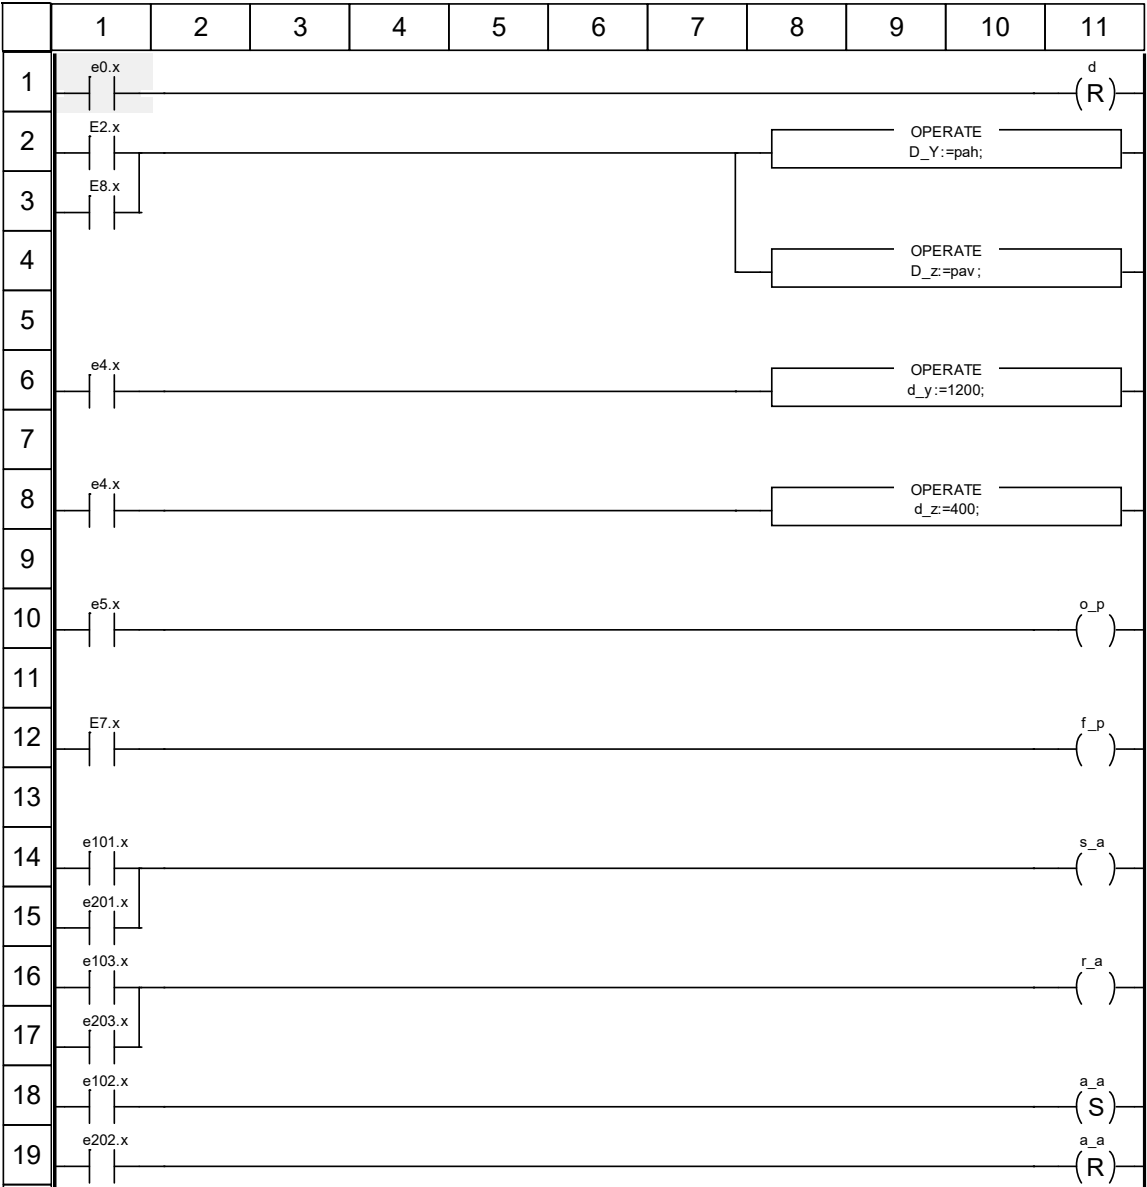 1 2 3 4 5 6 7 8 9 10 11
1
e0.x d
R
2
E2.x OPERATE
D_Y:=pah;
3
E8.x
4
OPERATE
D_z:=pav;
5
6
e4.x OPERATE
d_y:=1200;
7
8
e4.x OPERATE
d_z:=400;
9
10
e5.x o_p
11
12
E7.x f_p
13
14
e101.x s_a
15
e201.x
16
e103.x r_a
17
e203.x
18
e102.x a_a
S
19
e202.x a_a
R